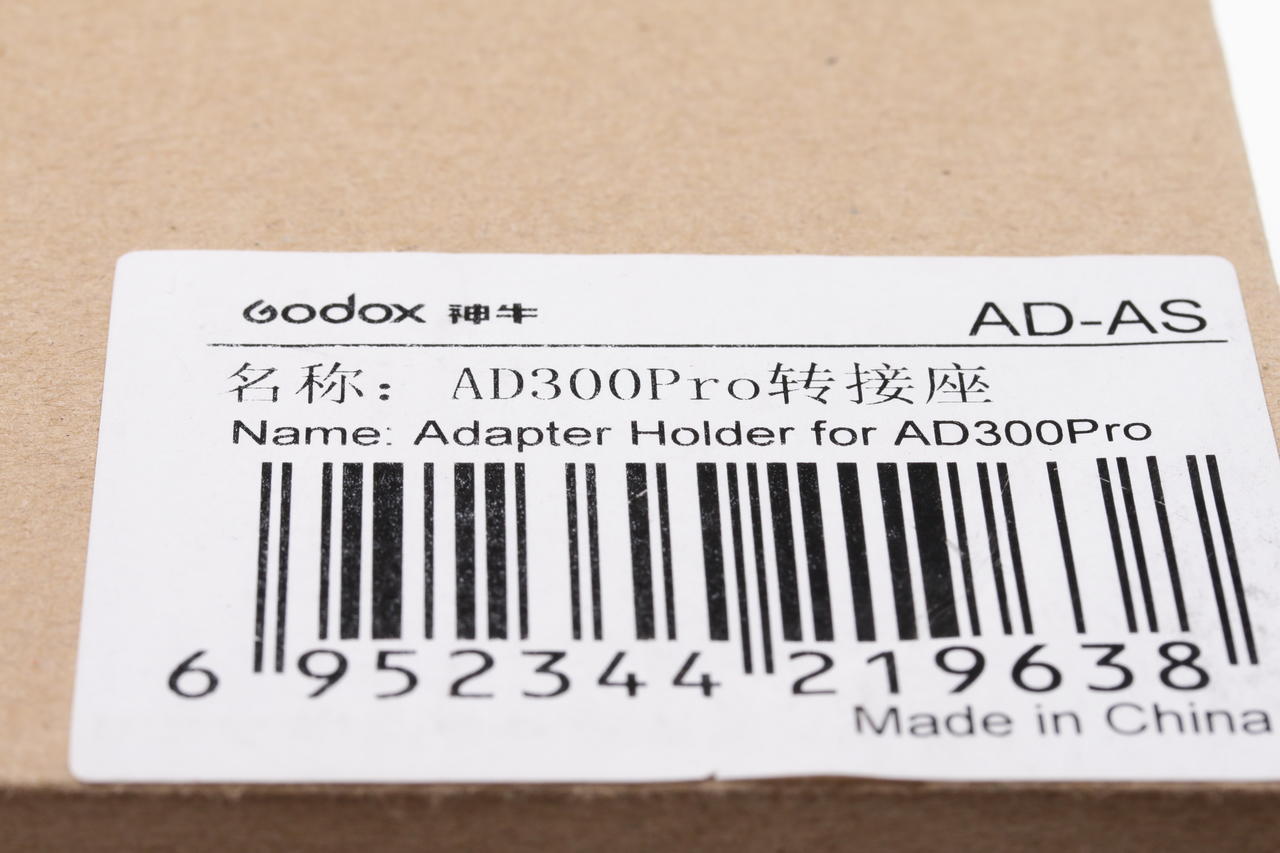 Godox 神牛 AD-AS
名称： AD300Pro转接座
Name: Adapter Holder for AD300Pro
6 952344 219638
Made in China